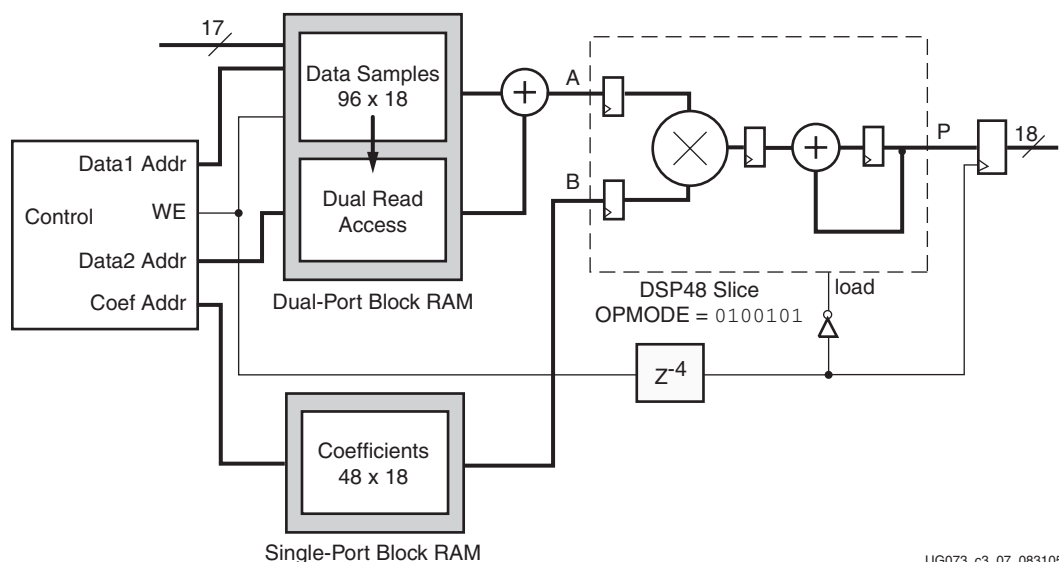 17
Data Samples
96 x 18
Dual Read
Access
Dual-Port Block RAM
Control
Data1 Addr
WE
Data2 Addr
Coef Addr
A
B
P
18
DSP48 Slice
OPMODE = 0100101
load
Z-4
Coefficients
48 x 18
Single-Port Block RAM
UG073_c3_07_083105